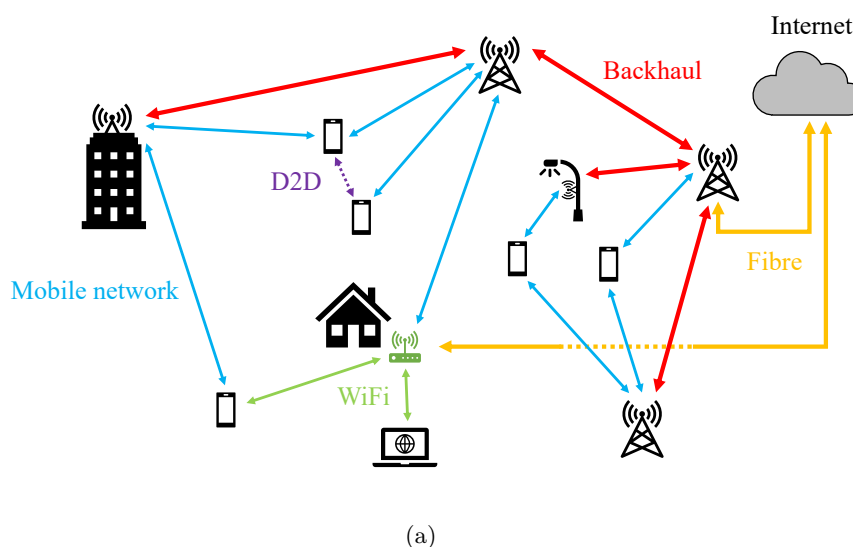 Internet
Backhaul
D2D
Fibre
Mobile network
WiFi
(a)